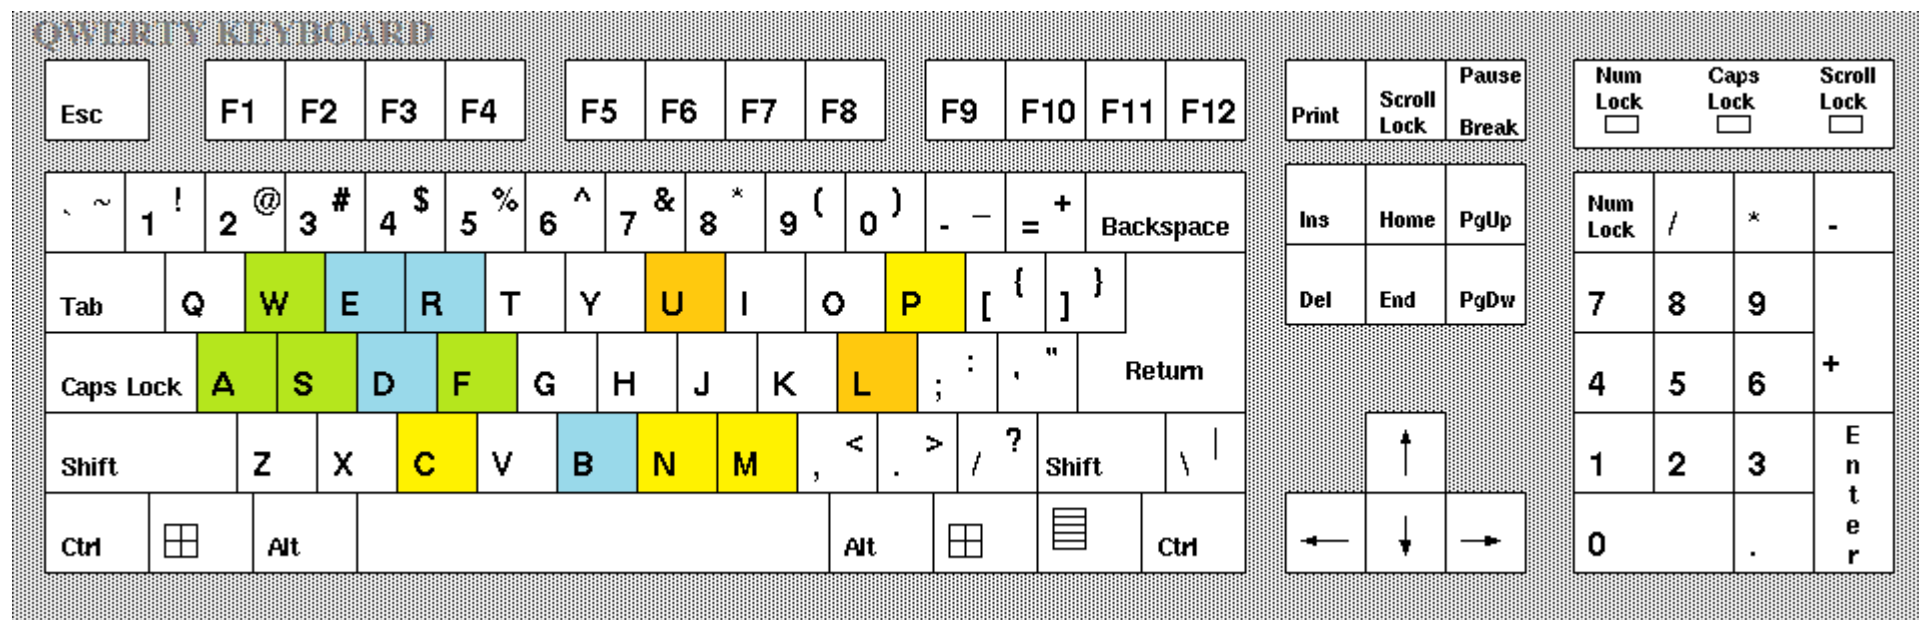 QWERTY KEYBOARD
Esc F1 F2 F3 F4 F5 F6 F7 F8 F9 F10 F11 F12 Print Scroll Lock Pause Break Num Lock Caps Lock Scroll Lock
` ~ 1 ! 2 @ 3 # 4 $ 5 % 6 ^ 7 & 8 * 9 ( 0 ) - _ = + Backspace Ins Home PgUp Num Lock / * -
Tab Q W E R T Y U I O P [ { ] } Del End PgDw 7 8 9 +
Caps Lock A S D F G H J K L ; : ' " Return 4 5 6
Shift Z X C V B N M , < . > / ? Shift \ | ↑ 1 2 3 Enter
Ctrl Alt Alt Ctrl ← ↓ → 0 .